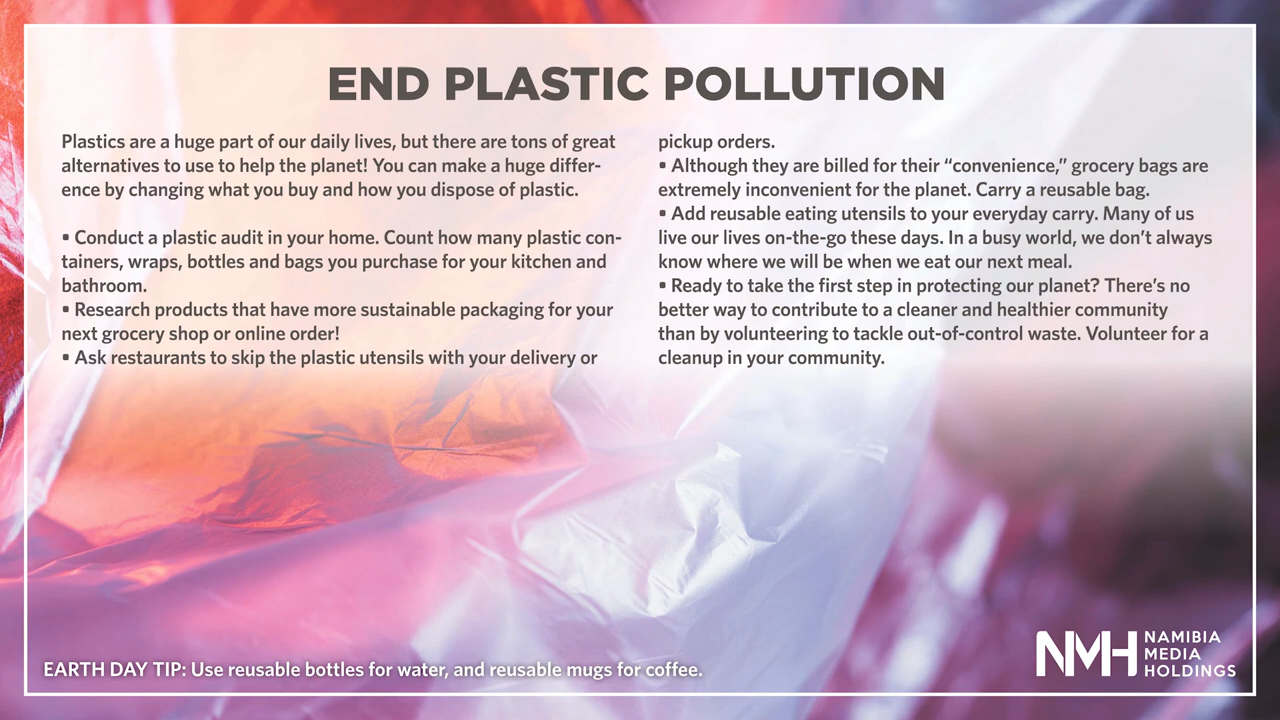 END PLASTIC POLLUTION
Plastics are a huge part of our daily lives, but there are tons of great
alternatives to use to help the planet! You can make a huge differ-
ence by changing what you buy and how you dispose of plastic.
• Conduct a plastic audit in your home. Count how many plastic con-
tainers, wraps, bottles and bags you purchase for your kitchen and
bathroom.
• Research products that have more sustainable packaging for your
next grocery shop or online order!
• Ask restaurants to skip the plastic utensils with your delivery or
pickup orders.
• Although they are billed for their “convenience,” grocery bags are
extremely inconvenient for the planet. Carry a reusable bag.
• Add reusable eating utensils to your everyday carry. Many of us
live our lives on-the-go these days. In a busy world, we don’t always
know where we will be when we eat our next meal.
• Ready to take the first step in protecting our planet? There’s no
better way to contribute to a cleaner and healthier community
than by volunteering to tackle out-of-control waste. Volunteer for a
cleanup in your community.
EARTH DAY TIP: Use reusable bottles for water, and reusable mugs for coffee.
NMH
NAMIBIA
MEDIA
HOLDINGS